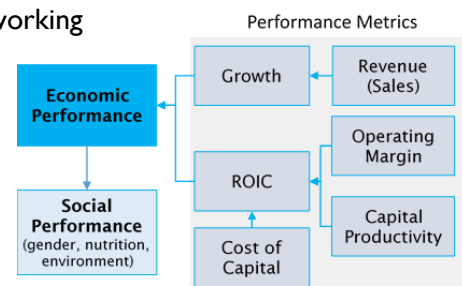 Performance Metrics
Economic
Performance
Social
Performance
(gender, nutrition,
environment)
Growth
Revenue
(Sales)
ROIC
Operating
Margin
Capital
Productivity
Cost of
Capital